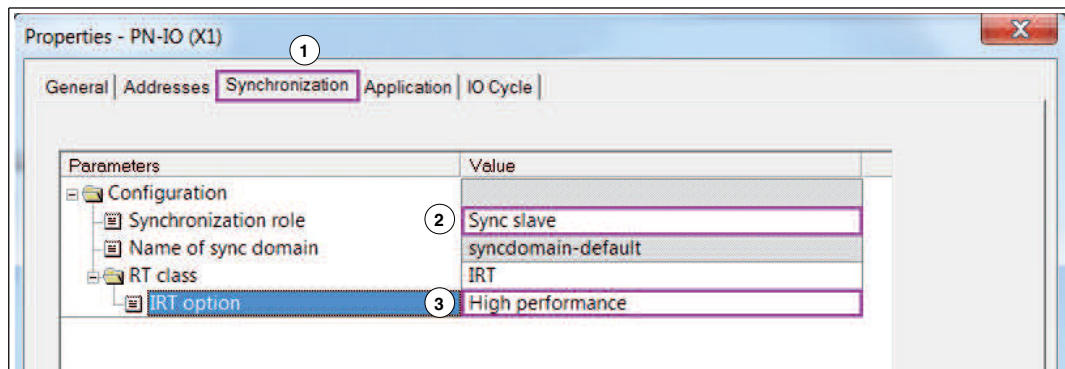 Properties - PN-IO (X1)
X
1
General Addresses Synchronization Application IO Cycle
Parameters Value
Configuration
Synchronization role 2 Sync slave
Name of sync domain syncdomain-default
RT class IRT
IRT option 3 High performance